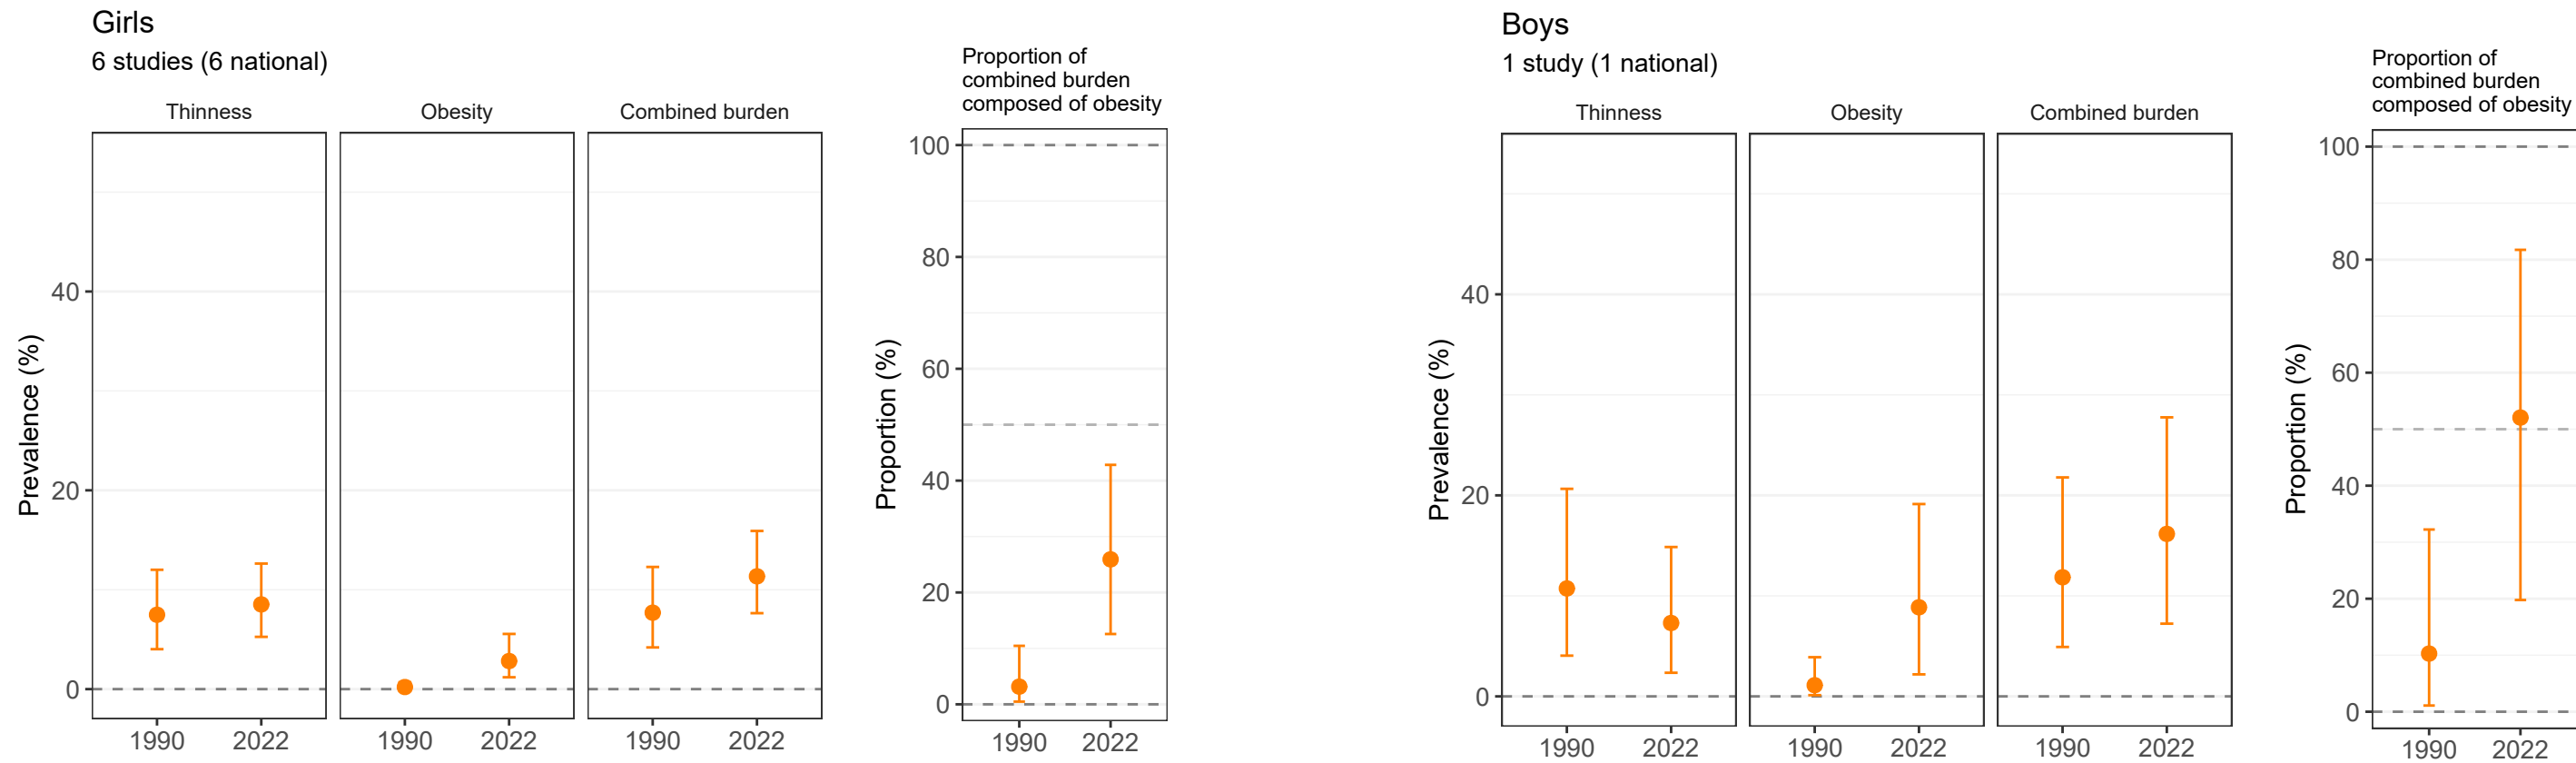 Girls
6 studies (6 national)
Thinness
Obesity
Combined burden
Prevalence (%)
40
20
0
1990 2022
1990 2022
1990 2022
Proportion of
combined burden
composed of obesity
Proportion (%)
100
80
60
40
20
0
1990 2022
Boys
1 study (1 national)
Thinness
Obesity
Combined burden
Prevalence (%)
40
20
0
1990 2022
1990 2022
1990 2022
Proportion of
combined burden
composed of obesity
Proportion (%)
100
80
60
40
20
0
1990 2022